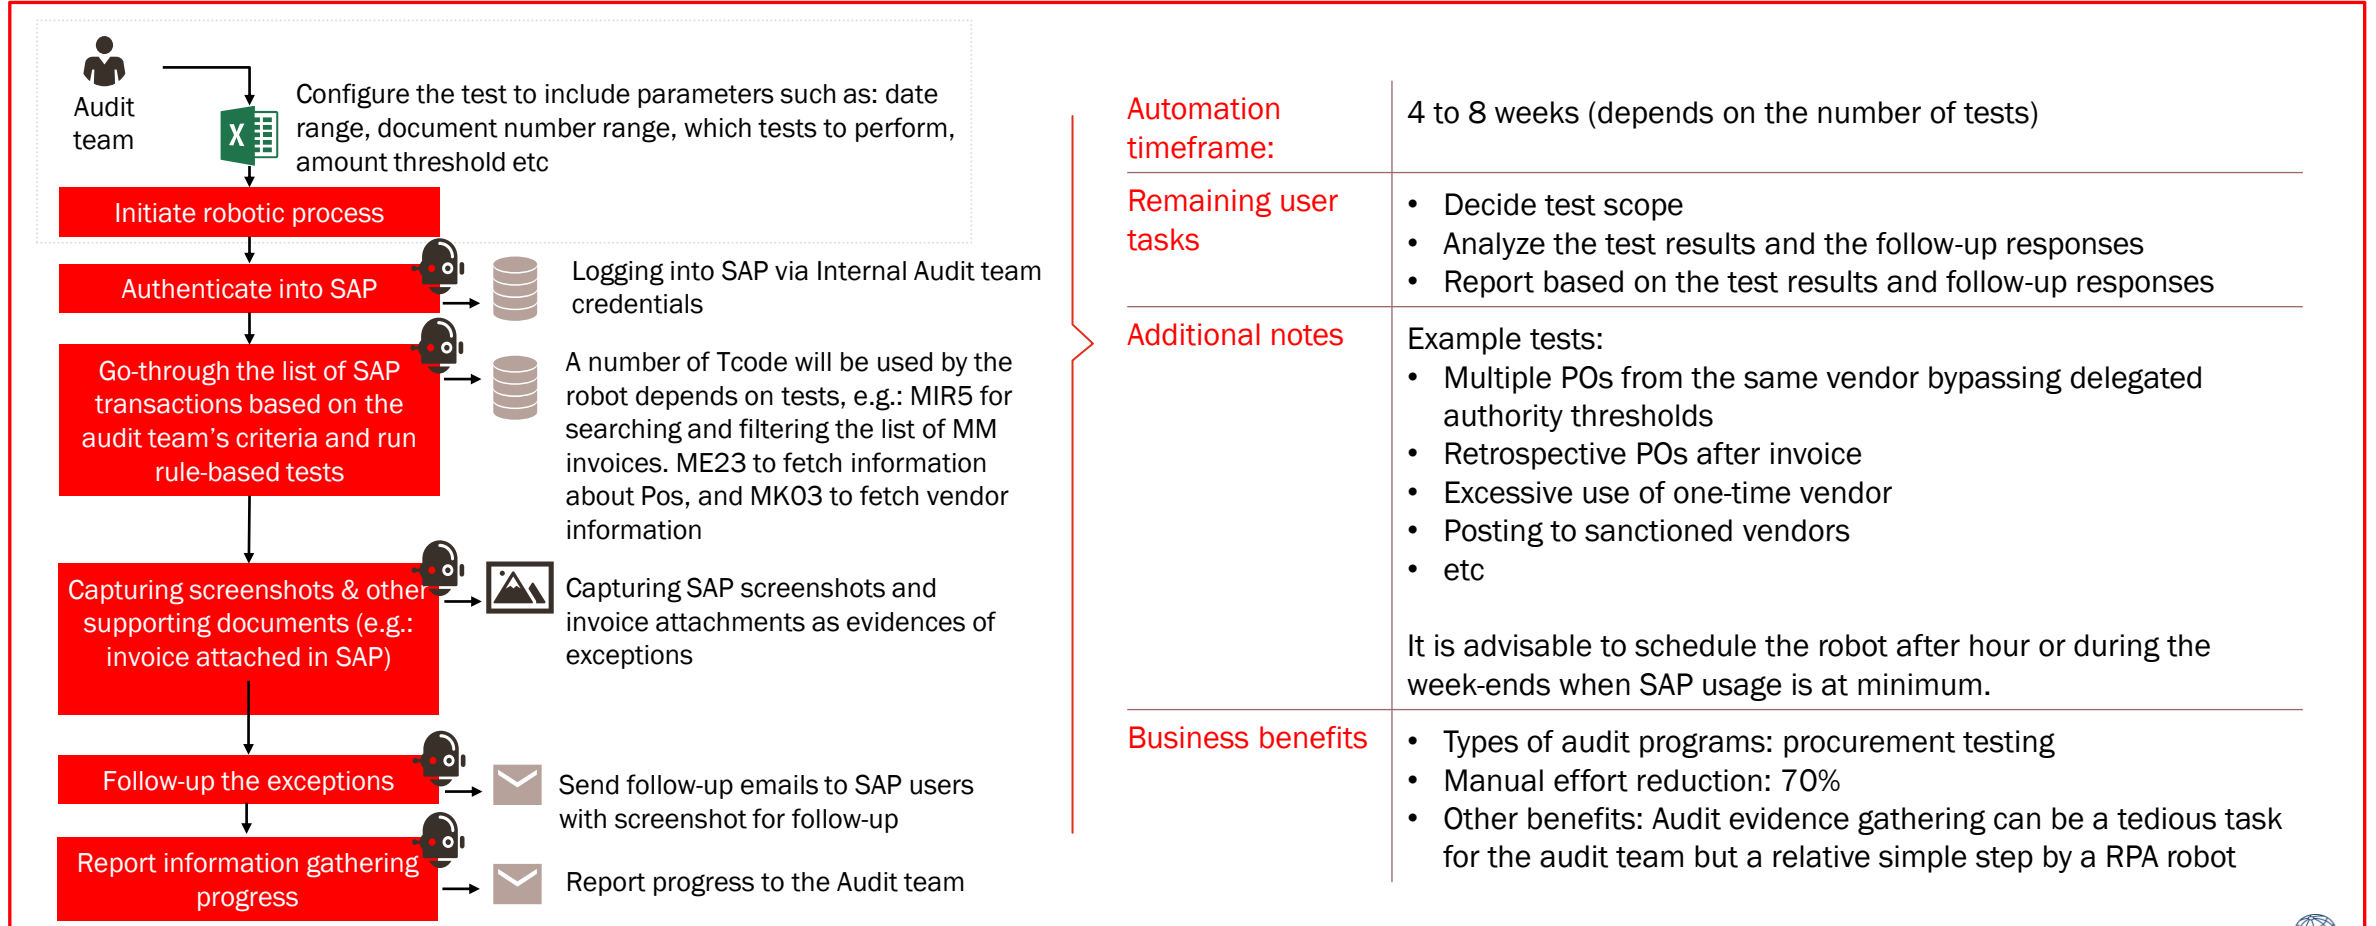 Audit
team
X
Configure the test to include parameters such as: date
range, document number range, which tests to perform,
amount threshold etc
Initiate robotic process
Authenticate into SAP
Logging into SAP via Internal Audit team
credentials
Go-through the list of SAP
transactions based on the
audit team’s criteria and run
rule-based tests
A number of Tcode will be used by the
robot depends on tests, e.g.: MIR5 for
searching and filtering the list of MM
invoices. ME23 to fetch information
about Pos, and MK03 to fetch vendor
information
Capturing screenshots & other
supporting documents (e.g.:
invoice attached in SAP)
Capturing SAP screenshots and
invoice attachments as evidences of
exceptions
Follow-up the exceptions
Send follow-up emails to SAP users
with screenshot for follow-up
Report information gathering
progress
Report progress to the Audit team
Automation
timeframe:
4 to 8 weeks (depends on the number of tests)
Remaining user
tasks
• Decide test scope
• Analyze the test results and the follow-up responses
• Report based on the test results and follow-up responses
Additional notes
Example tests:
• Multiple POs from the same vendor bypassing delegated
authority thresholds
• Retrospective POs after invoice
• Excessive use of one-time vendor
• Posting to sanctioned vendors
• etc
It is advisable to schedule the robot after hour or during the
week-ends when SAP usage is at minimum.
Business benefits
• Types of audit programs: procurement testing
• Manual effort reduction: 70%
• Other benefits: Audit evidence gathering can be a tedious task
for the audit team but a relative simple step by a RPA robot